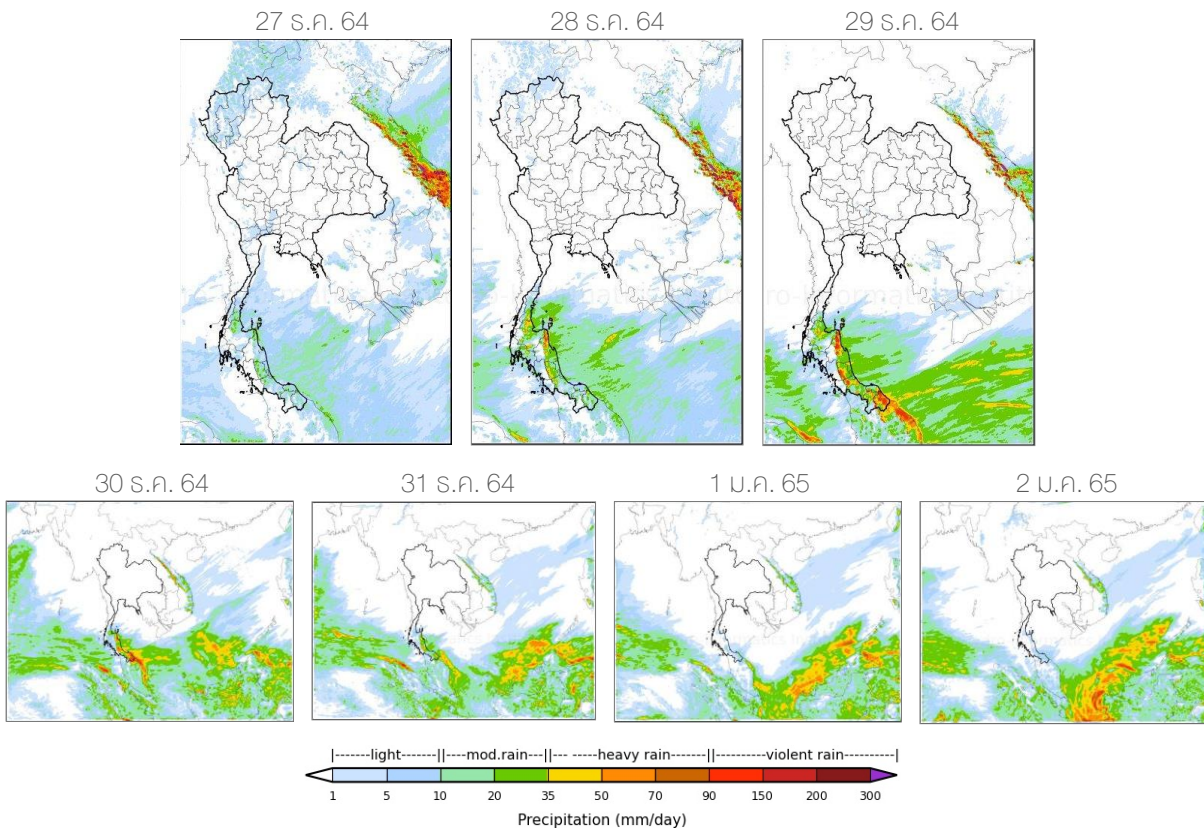 27 ธ.ค. 64
28 ธ.ค. 64
29 ธ.ค. 64
30 ธ.ค. 64
31 ธ.ค. 64
1 ม.ค. 65
2 ม.ค. 65
|-------light-------||----mod.rain---||--- ----heavy rain-------||-----------violent rain-----------|
1 5 10 20 35 50 70 90 150 200 300
Precipitation (mm/day)